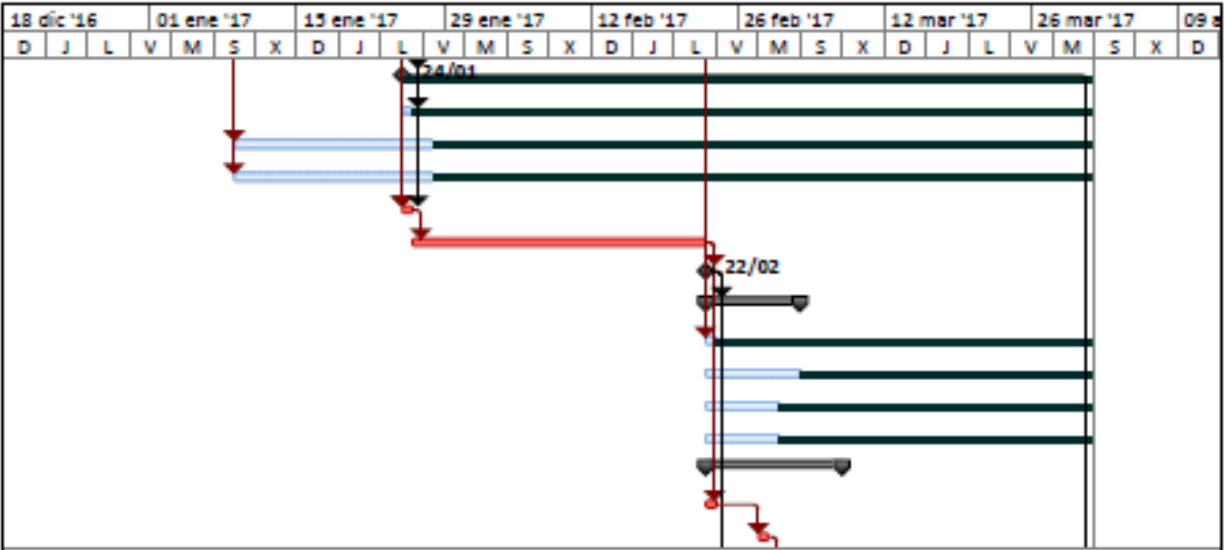 18 dic '16 01 ene '17 15 ene '17 29 ene '17 12 feb '17 26 feb '17 12 mar '17 26 mar '17 09 a
D J L V M S X D J L V M S X D J L V M S X D J L V M S X D
24/01
22/02